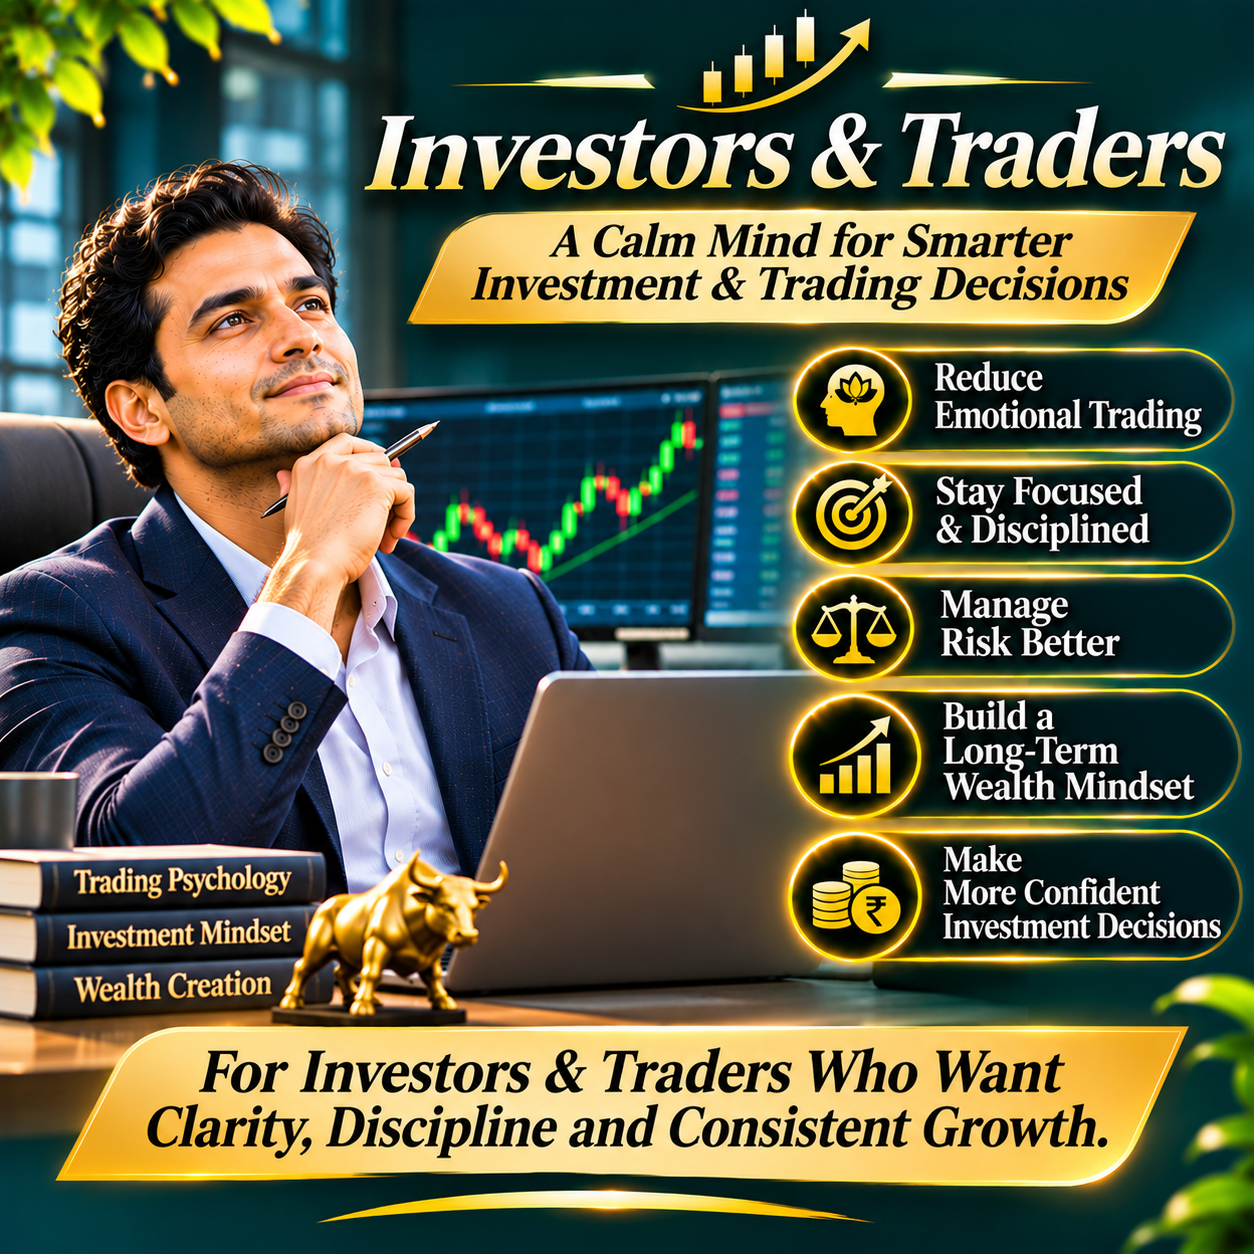 Investors & Traders
A Calm Mind for Smarter
Investment & Trading Decisions
Reduce
Emotional Trading
Stay Focused
& Disciplined
Manage
Risk Better
Build a
Long-Term
Wealth Mindset
₹
Make
More Confident
Investment Decisions
Trading Psychology
Investment Mindset
Wealth Creation
For Investors & Traders Who Want
Clarity, Discipline and Consistent Growth.